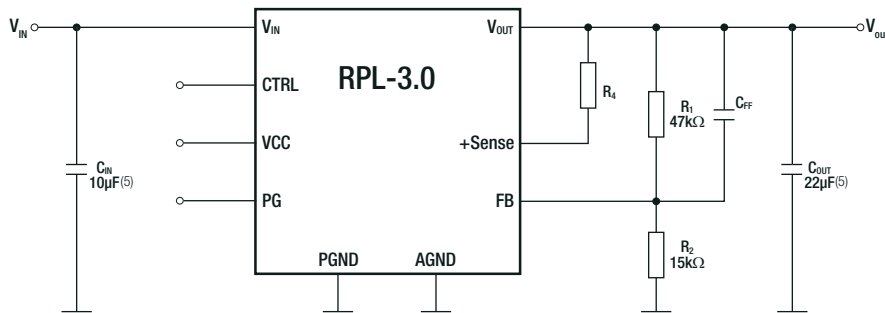 VIN
VIN
VOUT
Vou
CTRL
RPL-3.0
R4
R1
47kΩ
CFF
VCC
+Sense
CIN
10µF(5)
COUT
22µF(5)
PG
FB
R2
15kΩ
PGND
AGND